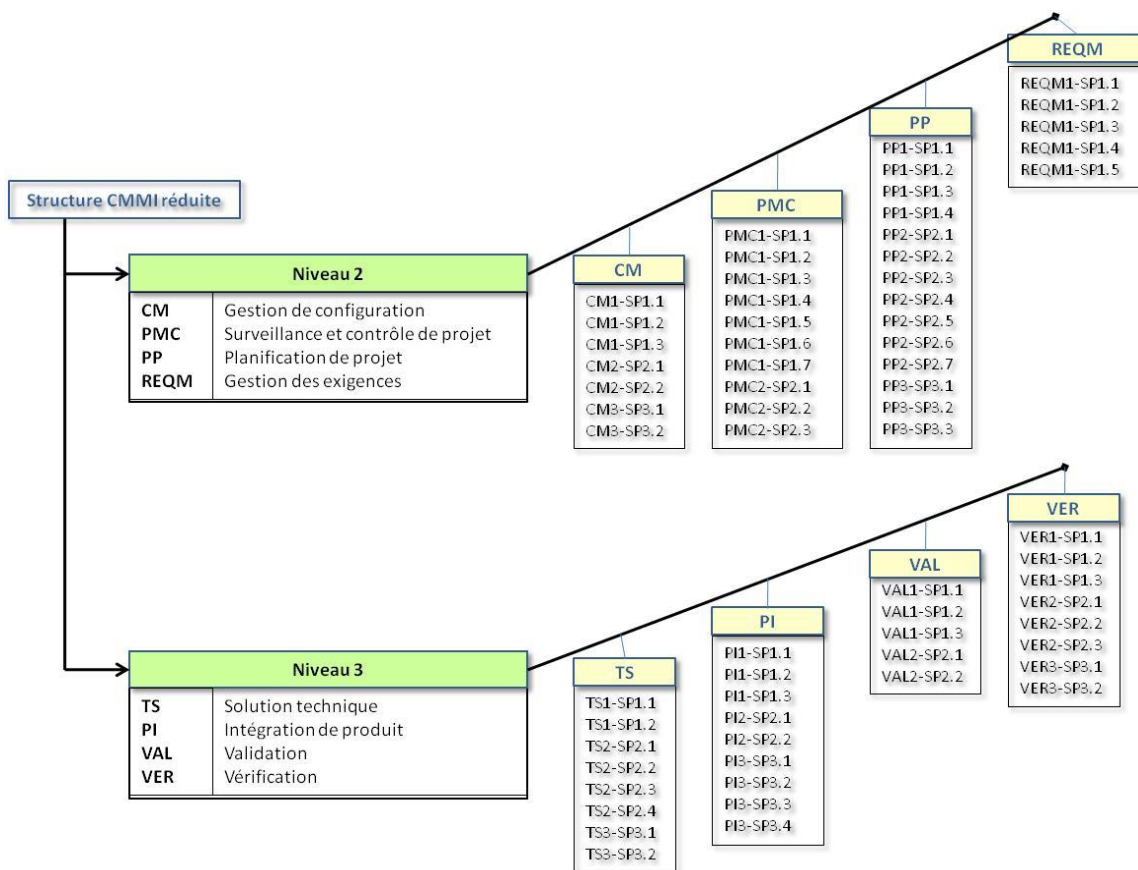 Structure CMMI réduite
Niveau 2
CM Gestion de configuration
PMC Surveillance et contrôle de projet
PP Planification de projet
REQM Gestion des exigences
CM
CM1-SP1.1
CM1-SP1.2
CM1-SP1.3
CM2-SP2.1
CM2-SP2.2
CM3-SP3.1
CM3-SP3.2
PMC
PMC1-SP1.1
PMC1-SP1.2
PMC1-SP1.3
PMC1-SP1.4
PMC1-SP1.5
PMC1-SP1.6
PMC1-SP1.7
PMC2-SP2.1
PMC2-SP2.2
PMC2-SP2.3
PP
PP1-SP1.1
PP1-SP1.2
PP1-SP1.3
PP1-SP1.4
PP2-SP2.1
PP2-SP2.2
PP2-SP2.3
PP2-SP2.4
PP2-SP2.5
PP2-SP2.6
PP2-SP2.7
PP3-SP3.1
PP3-SP3.2
PP3-SP3.3
REQM
REQM1-SP1.1
REQM1-SP1.2
REQM1-SP1.3
REQM1-SP1.4
REQM1-SP1.5
Niveau 3
TS Solution technique
PI Intégration de produit
VAL Validation
VER Vérification
TS
TS1-SP1.1
TS1-SP1.2
TS2-SP2.1
TS2-SP2.2
TS2-SP2.3
TS2-SP2.4
TS3-SP3.1
TS3-SP3.2
PI
PI1-SP1.1
PI1-SP1.2
PI1-SP1.3
PI2-SP2.1
PI2-SP2.2
PI3-SP3.1
PI3-SP3.2
PI3-SP3.3
PI3-SP3.4
VAL
VAL1-SP1.1
VAL1-SP1.2
VAL1-SP1.3
VAL2-SP2.1
VAL2-SP2.2
VER
VER1-SP1.1
VER1-SP1.2
VER1-SP1.3
VER2-SP2.1
VER2-SP2.2
VER2-SP2.3
VER3-SP3.1
VER3-SP3.2